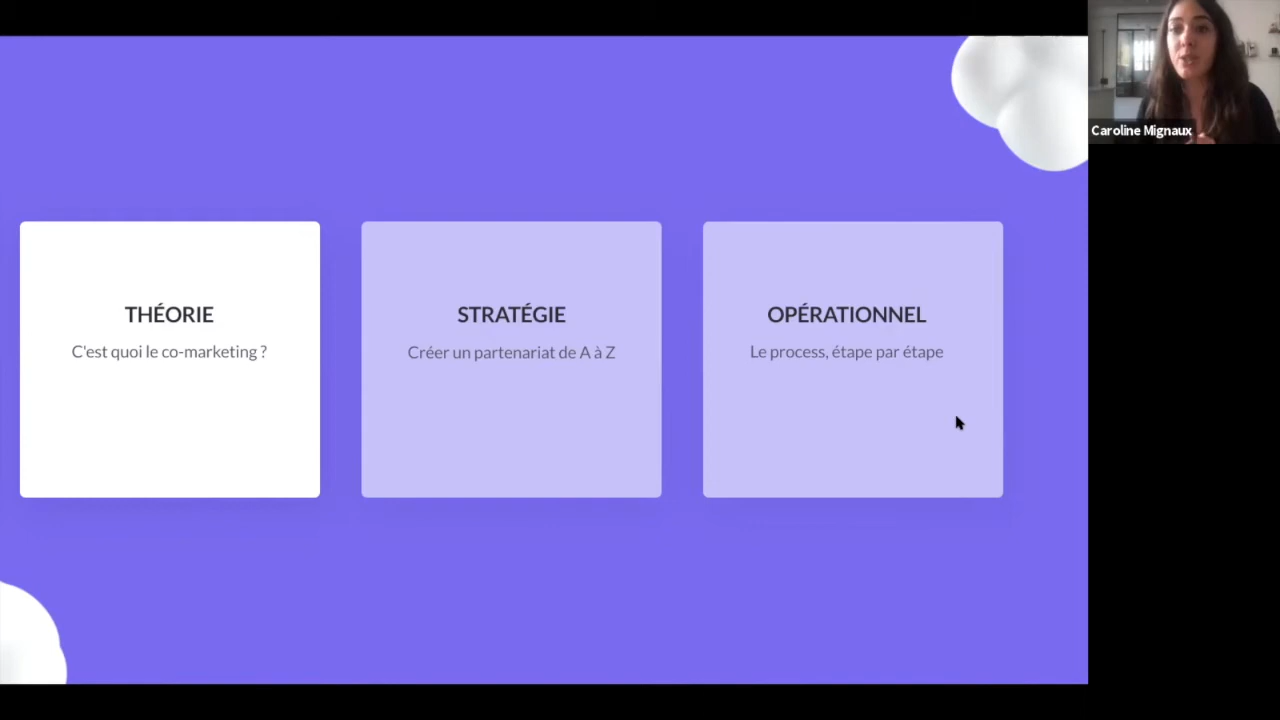 Caroline Mignaux
THÉORIE
C'est quoi le co-marketing ?
STRATÉGIE
Créer un partenariat de A à Z
OPÉRATIONNEL
Le process, étape par étape